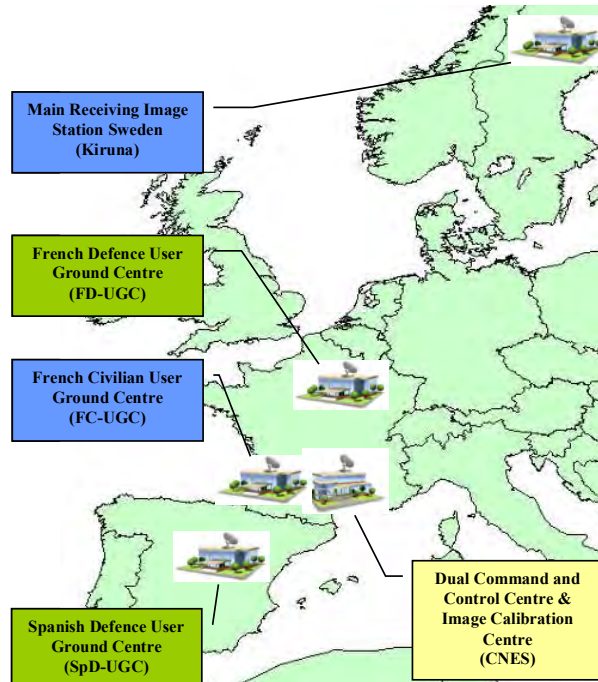 Main Receiving Image
Station Sweden
(Kiruna)
French Defence User
Ground Centre
(FD-UGC)
French Civilian User
Ground Centre
(FC-UGC)
Spanish Defence User
Ground Centre
(SpD-UGC)
Dual Command and
Control Centre &
Image Calibration
Centre
(CNES)